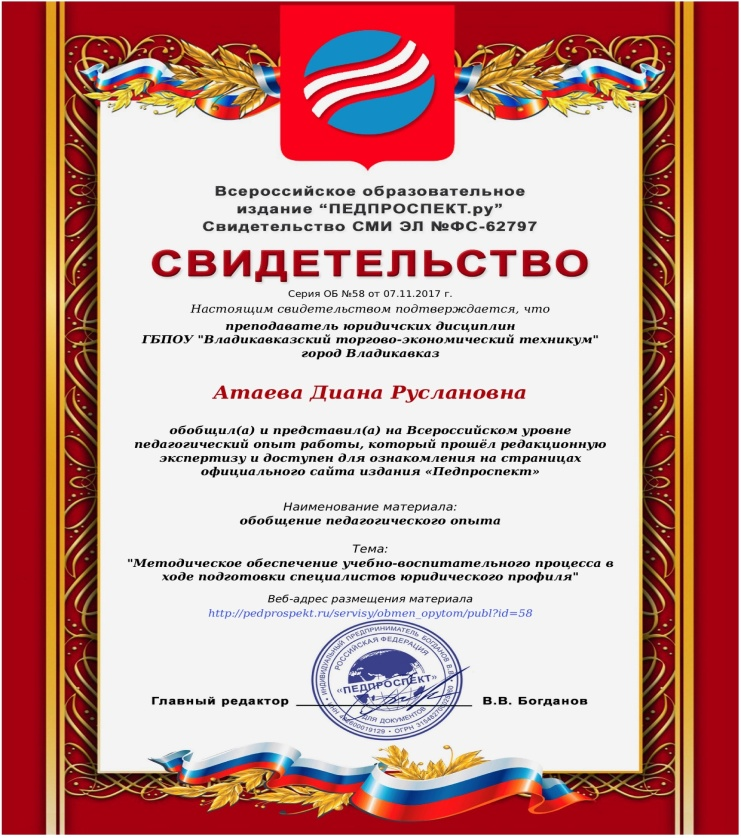 Всероссийское образовательное
издание “ПЕДПРОСПЕКТ.ру”
Свидетельство СМИ ЭЛ №ФС-62797
СВИДЕТЕЛЬСТВО
Серия ОБ №58 от 07.11.2017 г.
Настоящим свидетельством подтверждается, что
преподаватель юридичских дисциплин
ГБПОУ "Владикавказский торгово-экономический техникум"
город Владикавказ
Атаева Диана Руслановна
обобщил(а) и представил(а) на Всероссийском уровне
педагогический опыт работы, который прошёл редакционную
экспертизу и доступен для ознакомления на страницах
официального сайта издания «Педпроспект»
Наименование материала:
обобщение педагогического опыта
Тема:
"Методическое обеспечение учебно-воспитательного процесса в
ходе подготовки специалистов юридического профиля"
Веб-адрес размещения материала
http://pedprospekt.ru/servisy/obmen_opytom/publ?id=58
ИНДИВИДУАЛЬНЫЙ ПРЕДПРИНИМАТЕЛЬ БОГДАНОВ В.В.
РОССИЙСКАЯ ФЕДЕРАЦИЯ
"ПЕДПРОСПЕКТ"
ДЛЯ ДОКУМЕНТОВ
Главный редактор В.В. Богданов